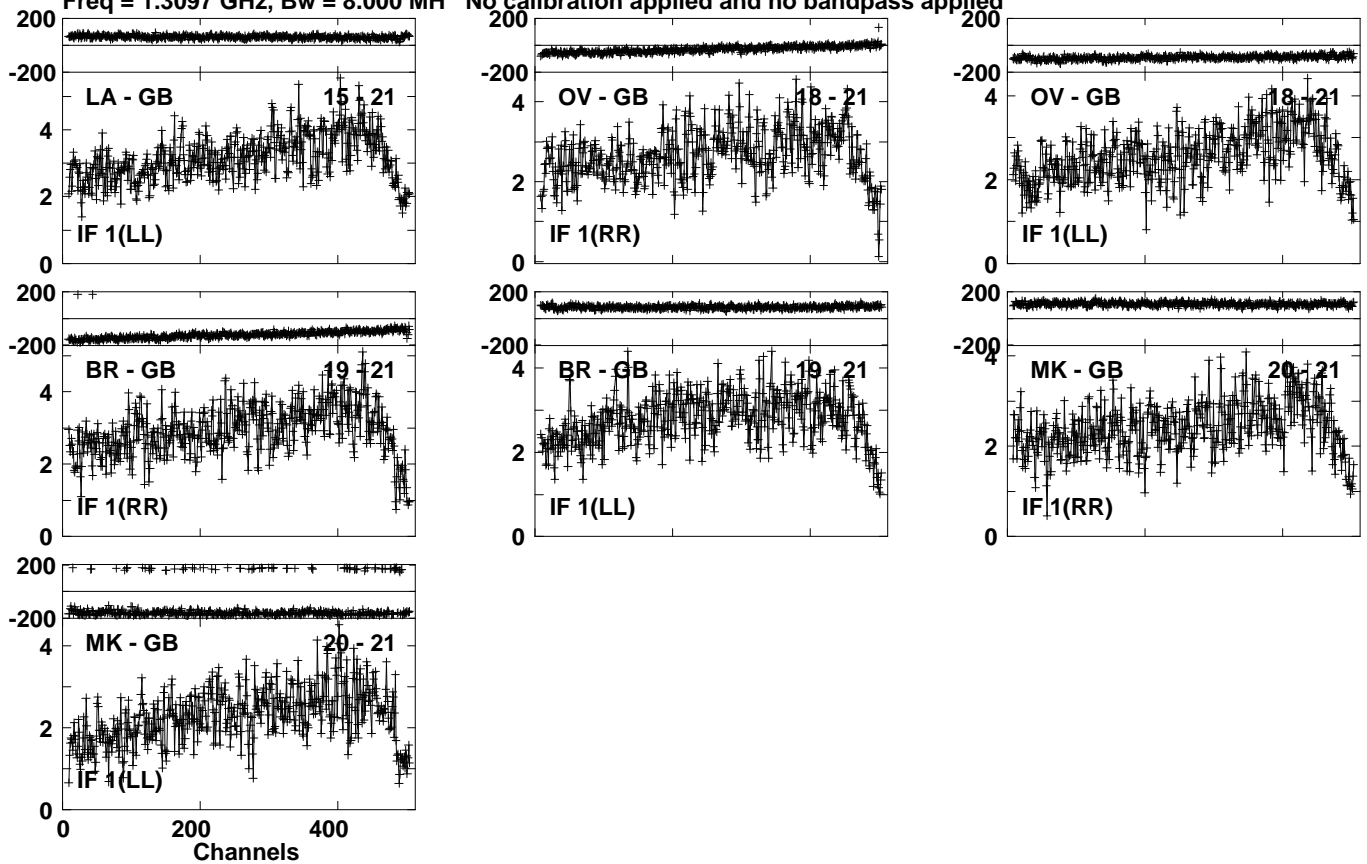 Freq = 1.3097 GHz, Bw = 8.000 MH No calibration applied and no bandpass applied
200
-200
LA - GB 15 - 21
4
2
IF 1(LL)
0
-200
OV - GB 18 - 21
4
2
IF 1(RR)
0
-200
OV - GB 18 - 21
4
2
IF 1(LL)
0
200
-200
BR - GB 19 - 21
4
2
IF 1(RR)
0
200
-200
BR - GB 19 - 21
4
2
IF 1(LL)
0
200
-200
MK - GB 20 - 21
4
2
IF 1(RR)
0
200
-200
MK - GB 20 - 21
4
2
IF 1(LL)
0
0 200 400
Channels